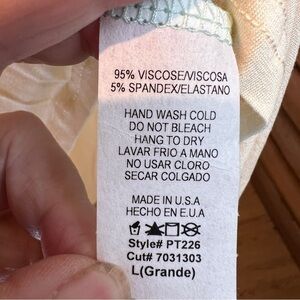 95% VISCOSE/VISCOSA
5% SPANDEX/ELASTANO
HAND WASH COLD
DO NOT BLEACH
HANG TO DRY
LAVAR FRIO A MANO
NO USAR CLORO
SECAR COLGADO
MADE IN U.S.A
HECHO EN E.U.A
Style# PT226
Cut# 7031303
L(Grande)